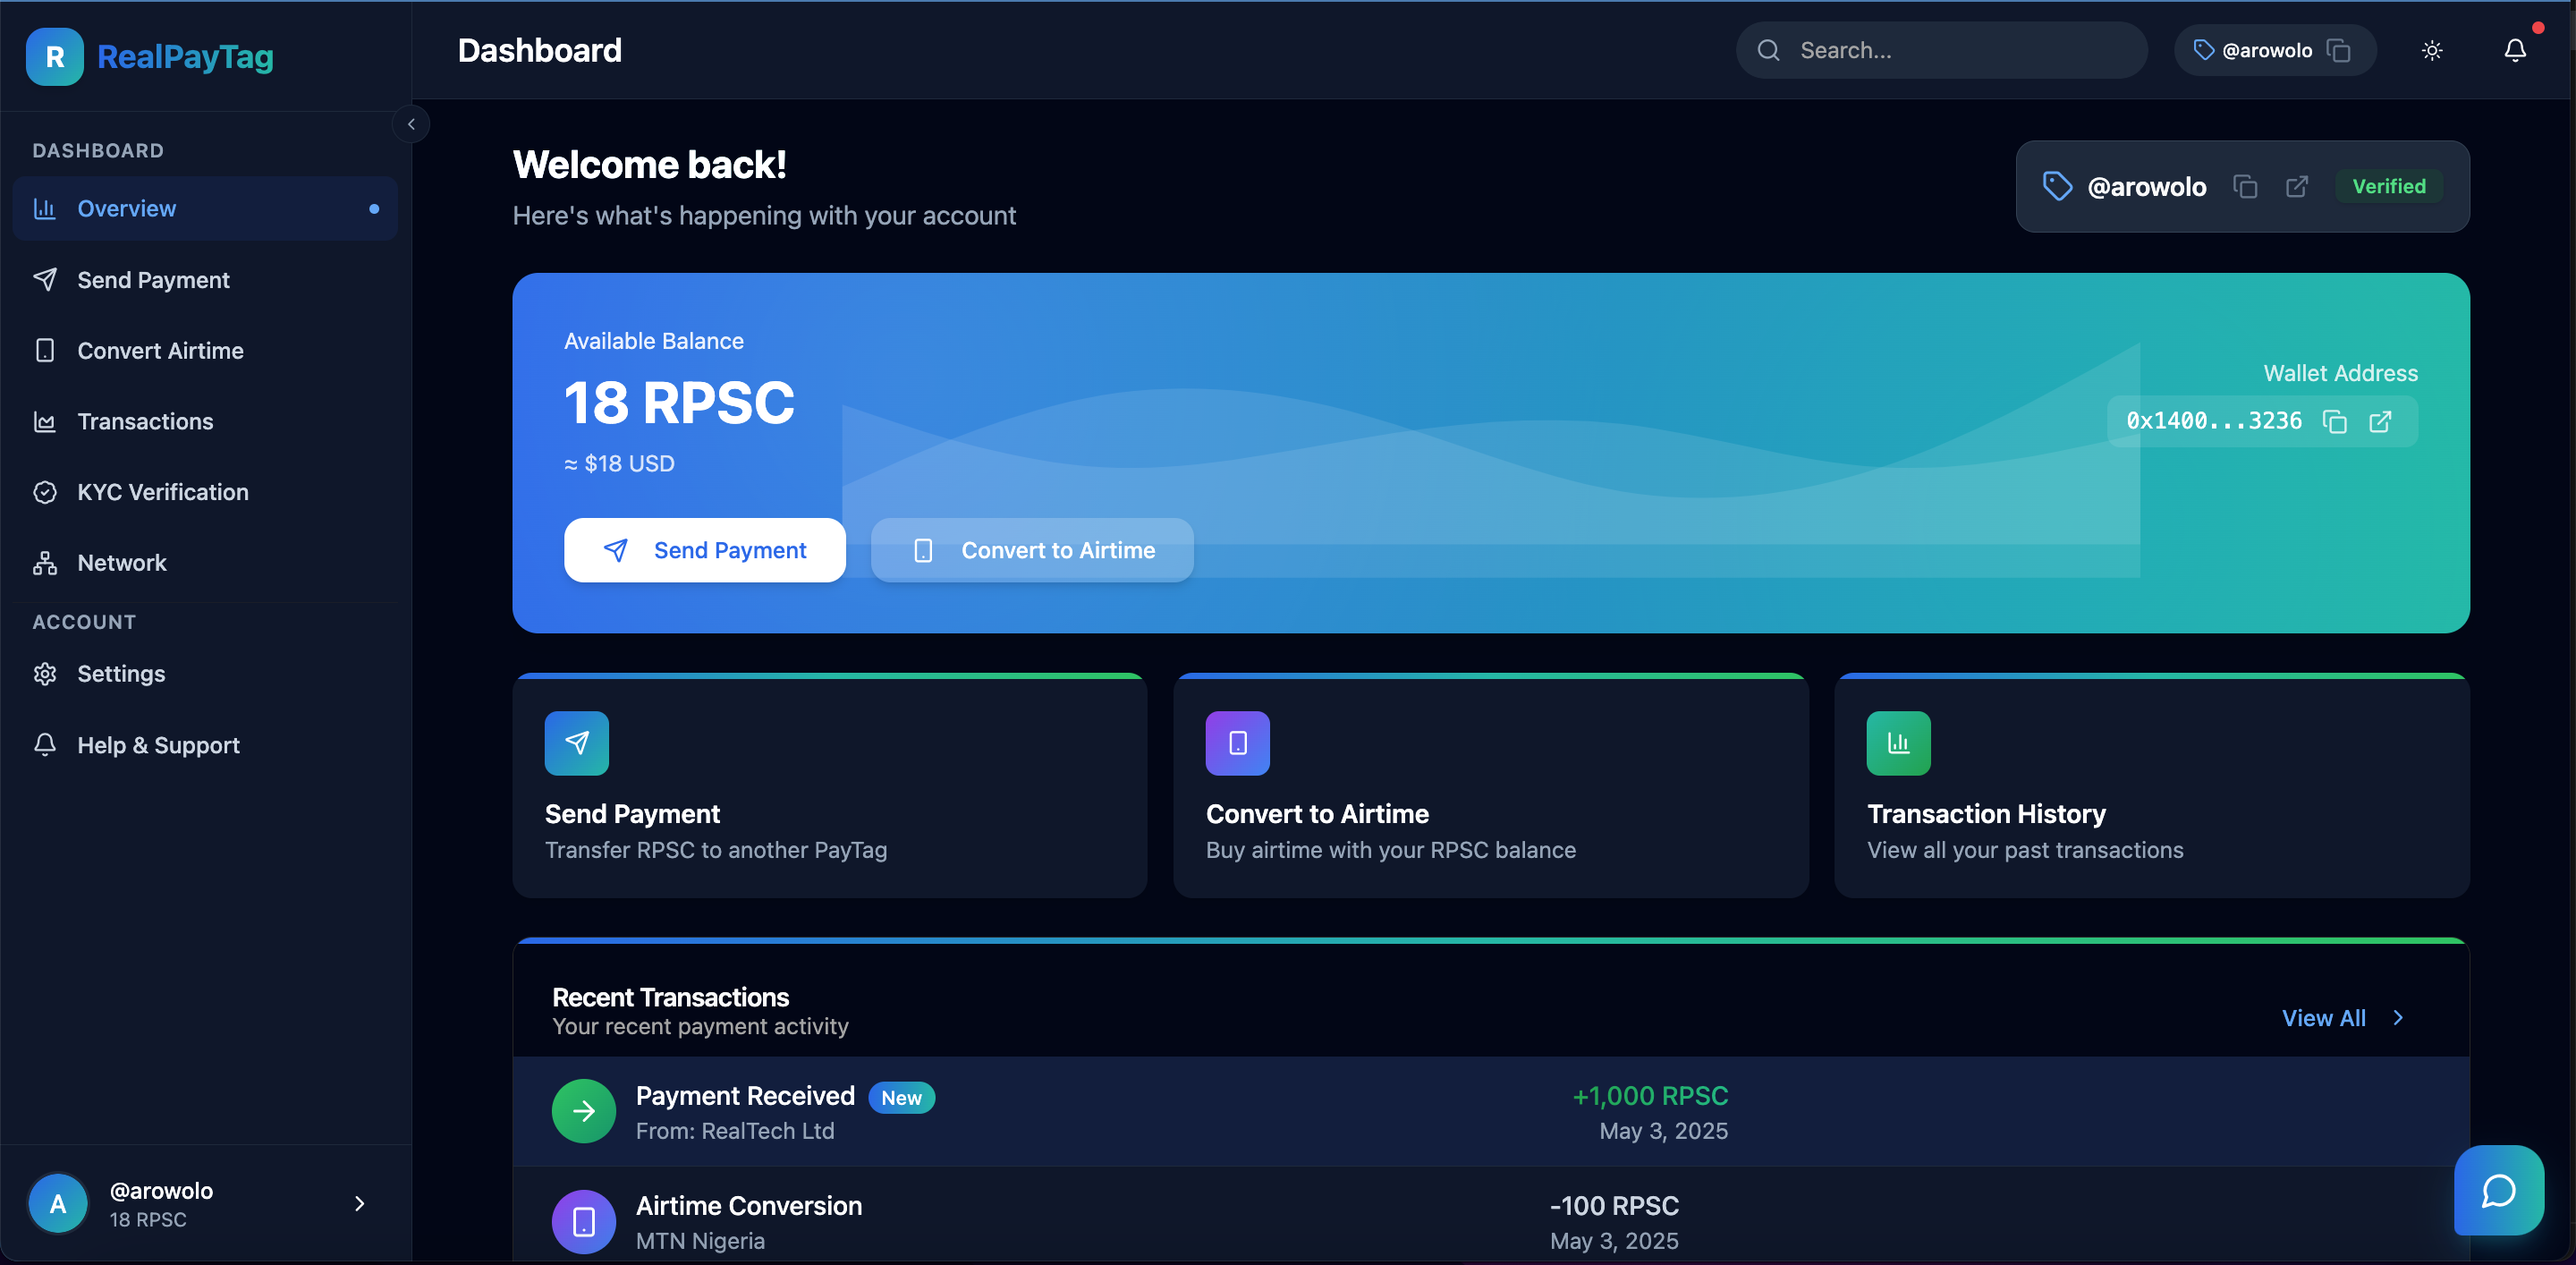 R RealPayTag
DASHBOARD
Overview
Send Payment
Convert Airtime
Transactions
KYC Verification
Network
ACCOUNT
Settings
Help & Support
A
@arowolo
18 RPSC
Dashboard
Search...
@arowolo
Welcome back!
Here's what's happening with your account
@arowolo Verified
Available Balance
18 RPSC
≈ $18 USD
Send Payment
Convert to Airtime
Wallet Address
0x1400...3236
Send Payment
Transfer RPSC to another PayTag
Convert to Airtime
Buy airtime with your RPSC balance
Transaction History
View all your past transactions
Recent Transactions
Your recent payment activity
View All
Payment Received New
From: RealTech Ltd
+1,000 RPSC
May 3, 2025
Airtime Conversion
MTN Nigeria
-100 RPSC
May 3, 2025